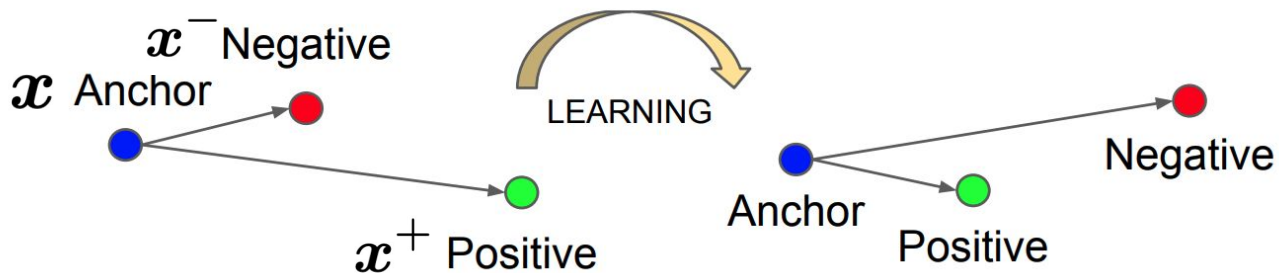 x⁻ Negative
x Anchor
x⁺ Positive
LEARNING
Anchor
Positive
Negative